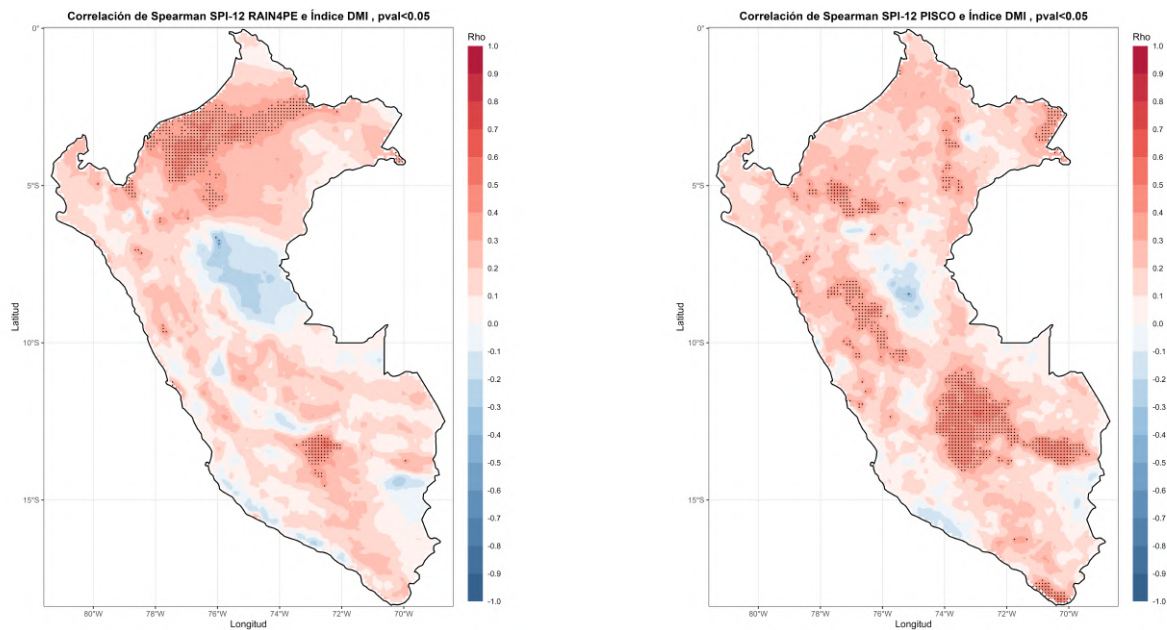 Correlación de Spearman SPI-12 RAIN4PE e Índice DMI , pval<0.05
Rho
1.0
0.9
0.8
0.7
0.6
0.5
0.4
0.3
0.2
0.1
0.0
-0.1
-0.2
-0.3
-0.4
-0.5
-0.6
-0.7
-0.8
-0.9
-1.0
0°
5°S
10°S
15°S
Latitud
80°W 78°W 76°W 74°W 72°W 70°W
Longitud
Correlación de Spearman SPI-12 PISCO e Índice DMI , pval<0.05
Rho
1.0
0.9
0.8
0.7
0.6
0.5
0.4
0.3
0.2
0.1
0.0
-0.1
-0.2
-0.3
-0.4
-0.5
-0.6
-0.7
-0.8
-0.9
-1.0
0°
5°S
10°S
15°S
Latitud
80°W 78°W 76°W 74°W 72°W 70°W
Longitud